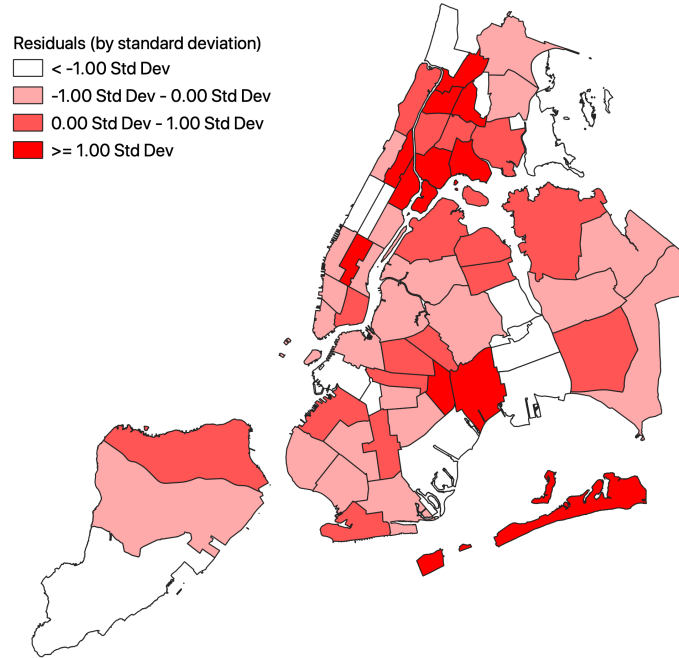 Residuals (by standard deviation)
< -1.00 Std Dev
-1.00 Std Dev - 0.00 Std Dev
0.00 Std Dev - 1.00 Std Dev
>= 1.00 Std Dev